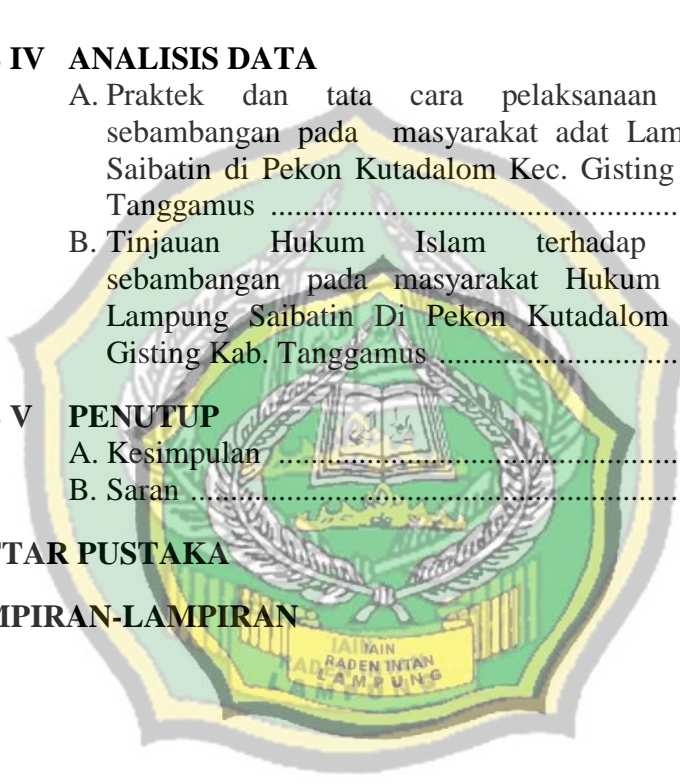 IV ANALISIS DATA
A. Praktek dan tata cara pelaksanaan
sebambangan pada masyarakat adat Lam
Saibatin di Pekon Kutadalom Kec. Gisting
Tanggamus ....................................................
B. Tinjauan Hukum Islam terhadap
sebambangan pada masyarakat Hukum
Lampung Saibatin Di Pekon Kutadalom
Gisting Kab. Tanggamus ..............................
V PENUTUP
A. Kesimpulan ..................................................
B. Saran .............................................................
TAR PUSTAKA
MPIRAN-LAMPIRAN
IAIN
RADEN INTAN
LAMPUNG